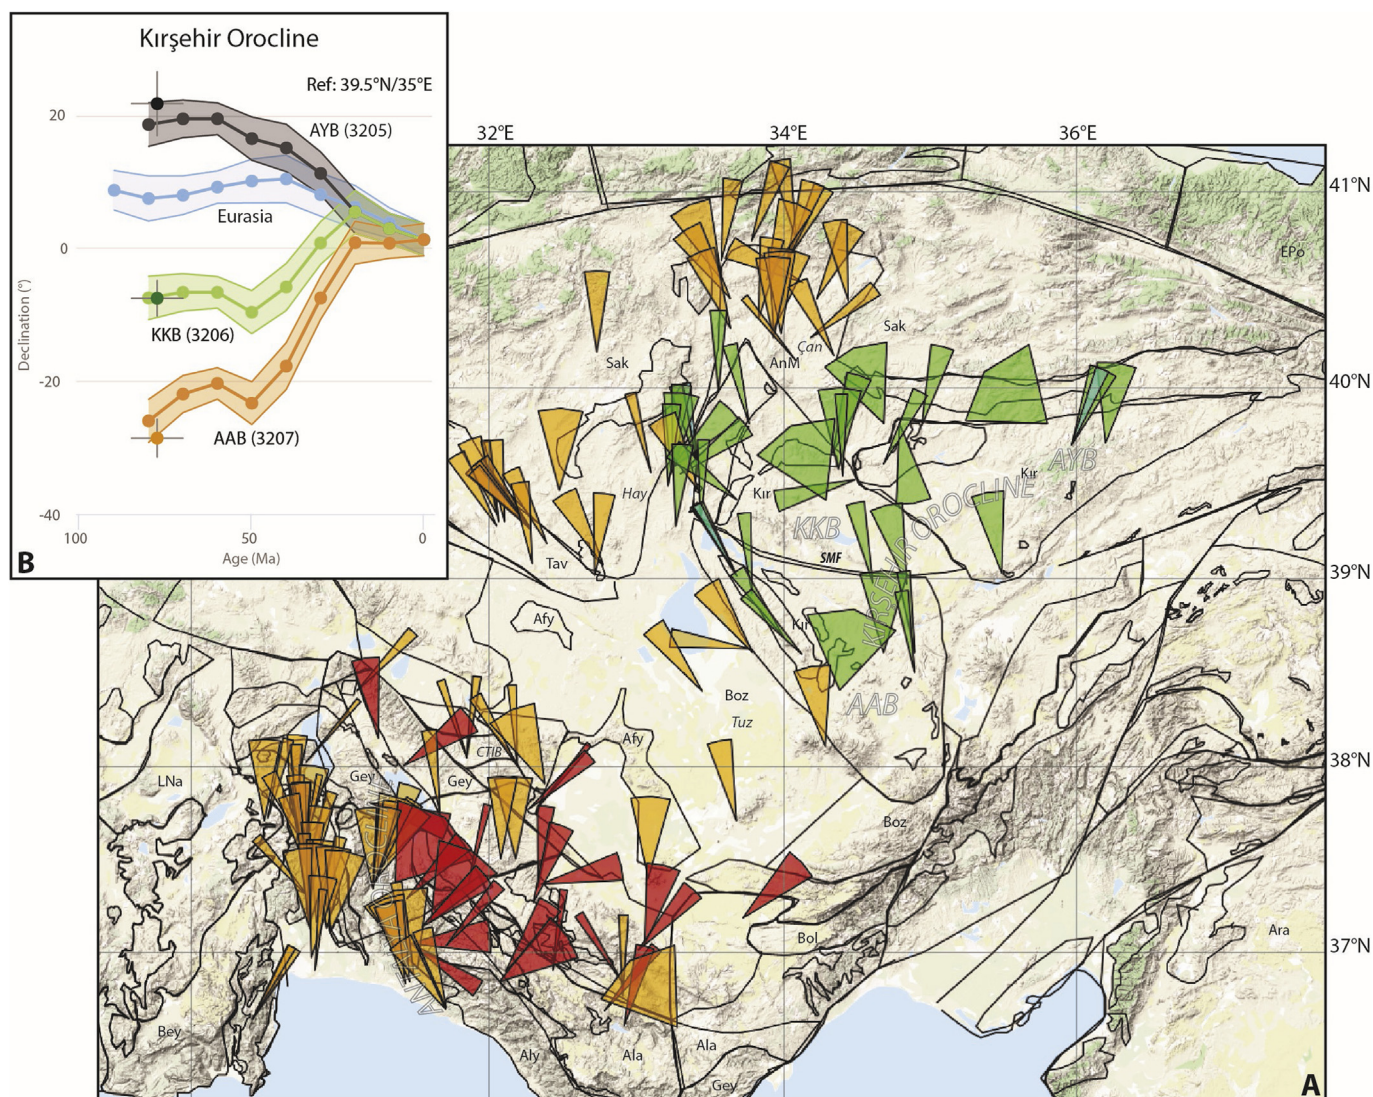 Kırşehir Orocline
Ref: 39.5°N/35°E
20
AYB (3205)
Eurasia
0
Declination (°)
KKB (3206)
-20
AAB (3207)
-40
100
50
0
Age (Ma)
B
32°E
34°E
36°E
41°N
EPo
Sak
Çan
Sak
AnM
40°N
AYB
Kır
Hay
Kır
KIRŞEHIR OROCLINE
KKB
SMF
Tav
39°N
Afy
Kır
Boz
AAB
Tuz
Afy
CTIB
38°N
LNa
Gey
Gey
Boz
Ara
Bol
37°N
Bey
Aly
Ala
Ala
Gey
A